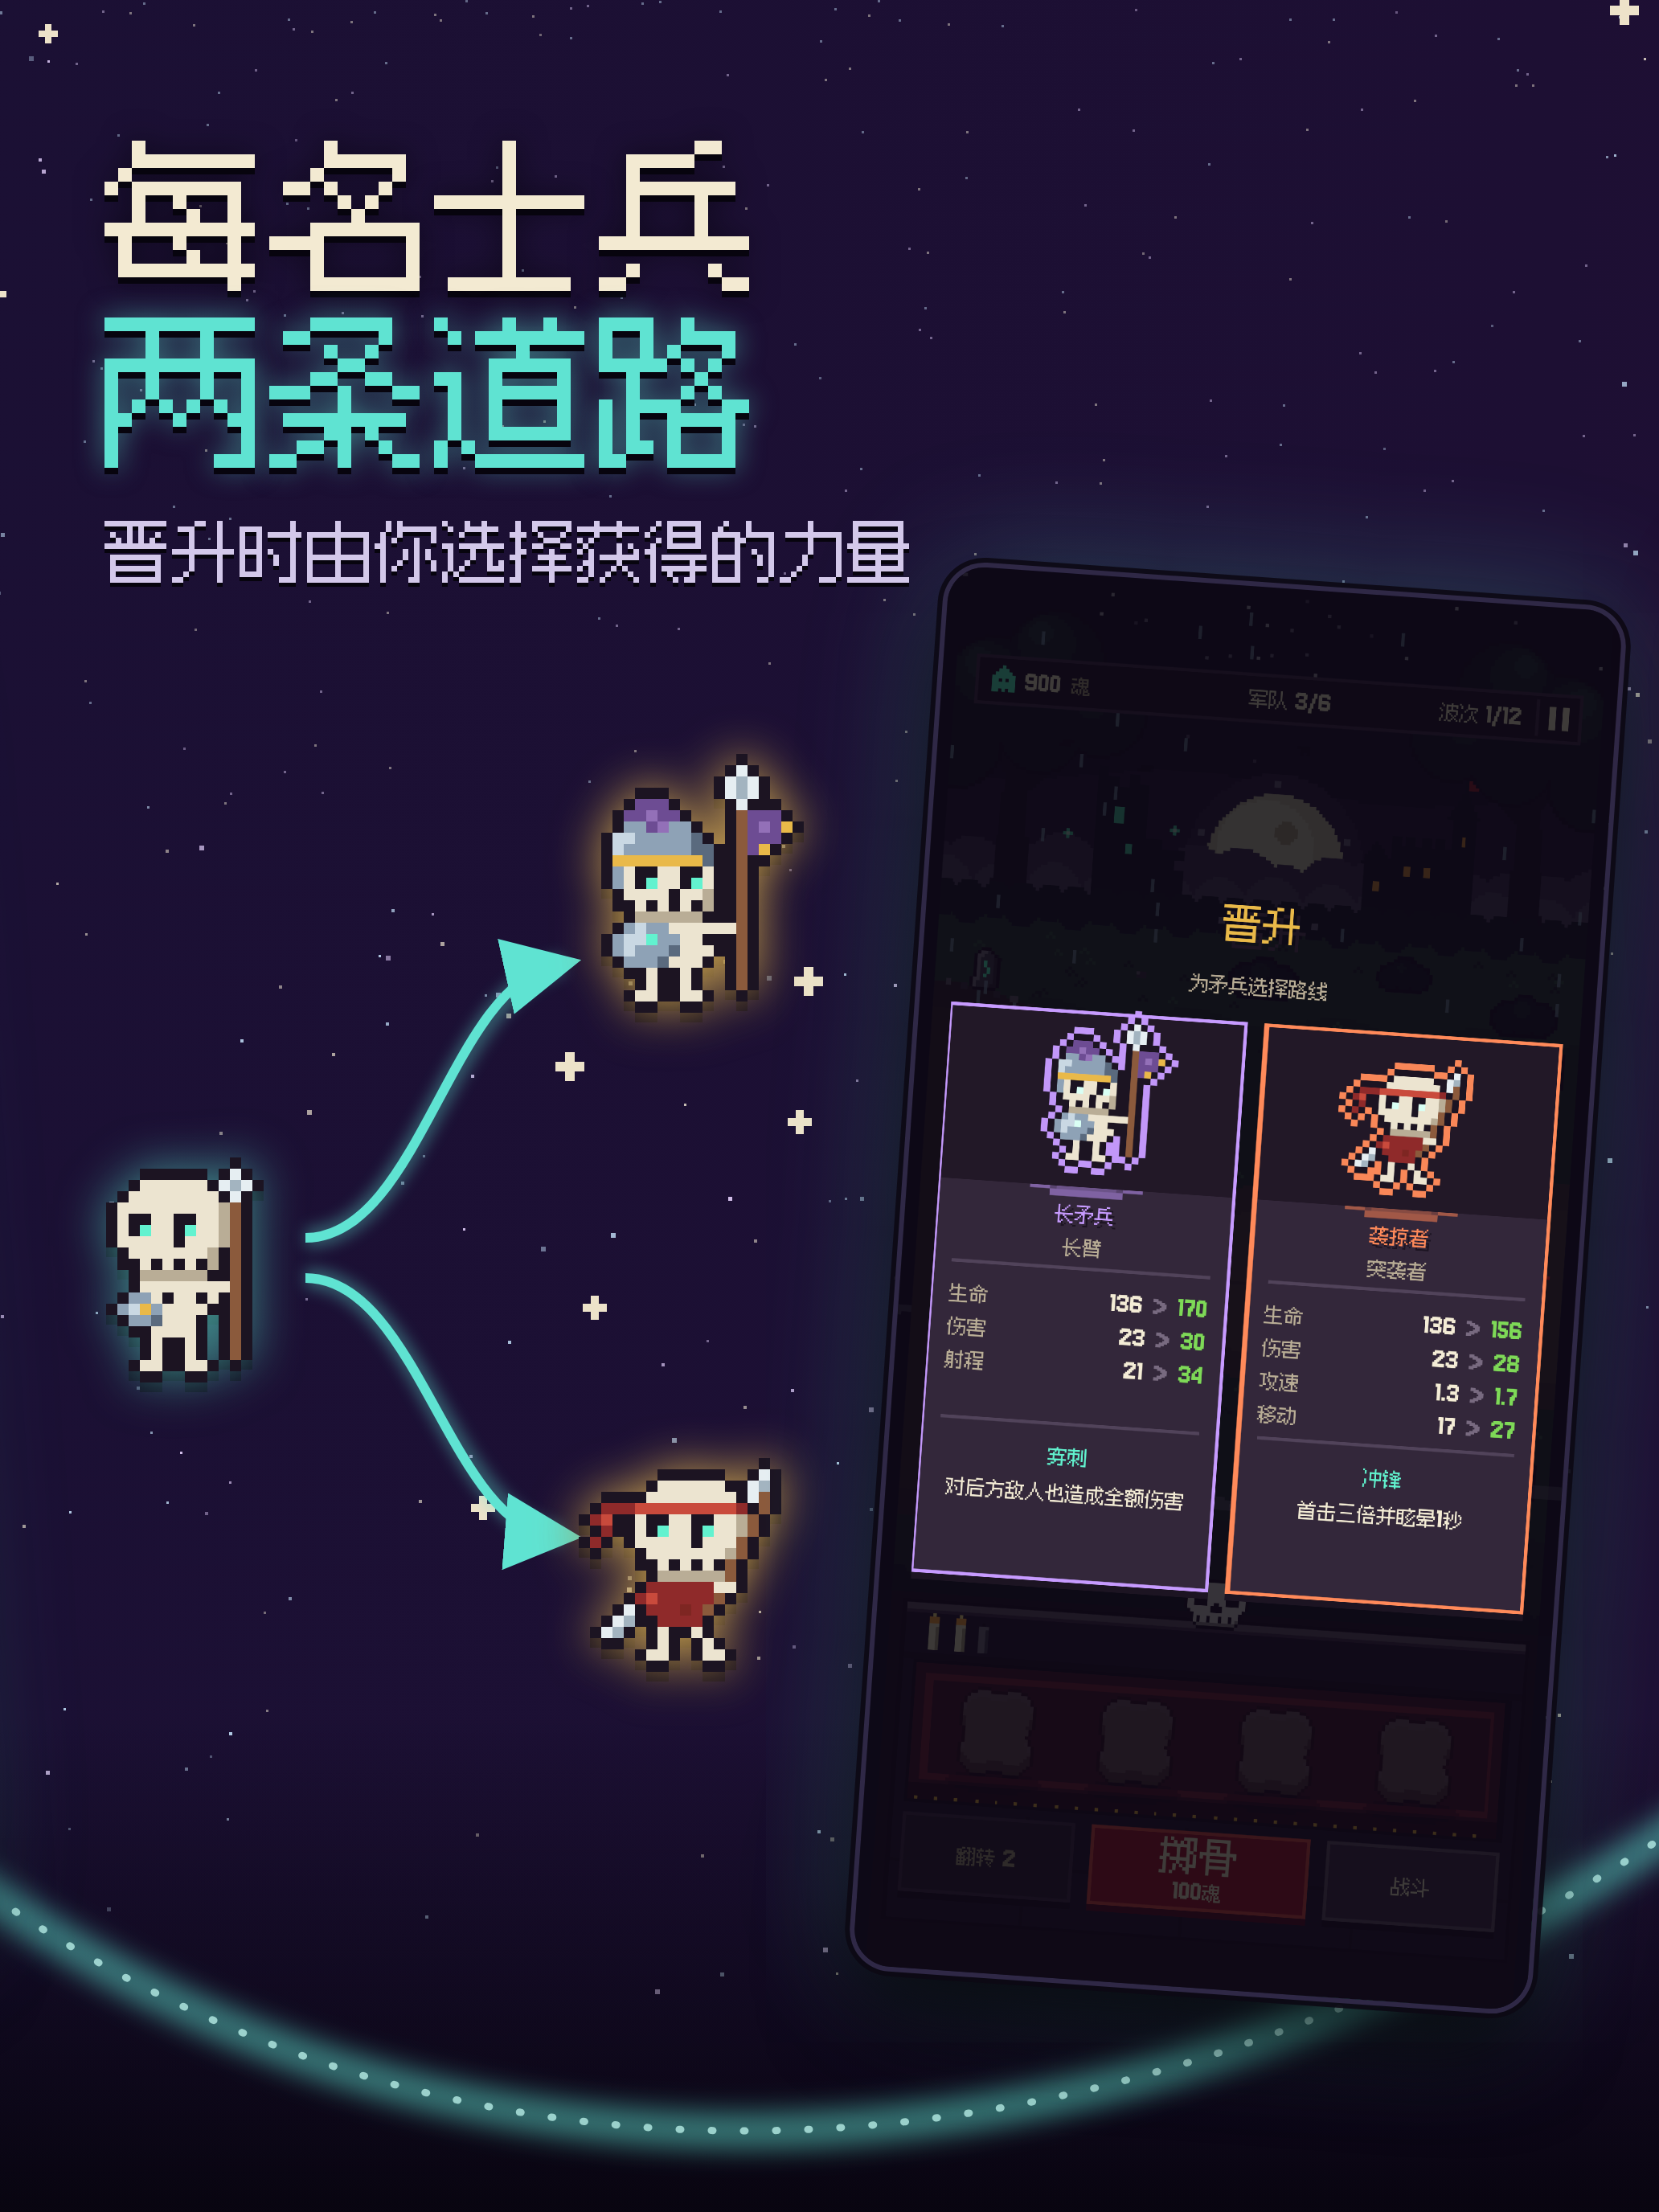 每名士兵
两条道路
晋升时由你选择获得的力量
900 魂
军队 3/6
波次 1/12
晋升
为矛兵选择路线
长矛兵
长臂
生命 136 > 170
伤害 23 > 30
射程 21 > 34
穿刺
对后方敌人也造成全额伤害
袭掠者
突袭者
生命 136 > 156
伤害 23 > 28
攻速 1.3 > 1.7
移动 17 > 27
冲锋
首击三倍并眩晕1秒
翻转 2
掷骨
100魂
战斗